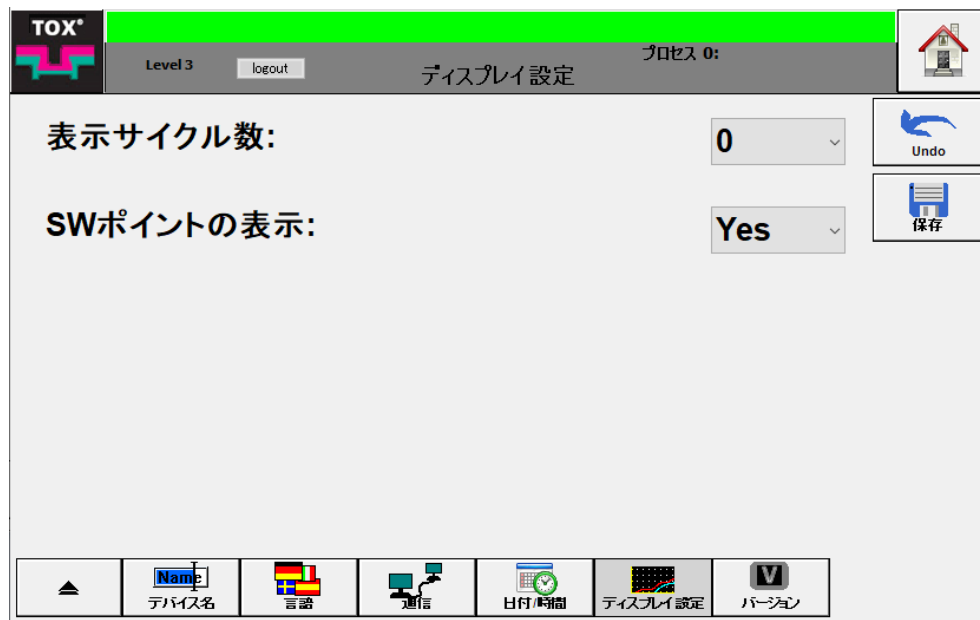 TOX®
Level 3
logout
ディスプレイ設定
プロセス 0:
表示サイクル数:
0
Undo
SWポイントの表示:
Yes
保存
Name
デバイス名
言語
通信
日付/時間
ディスプレイ設定
V
バージョン